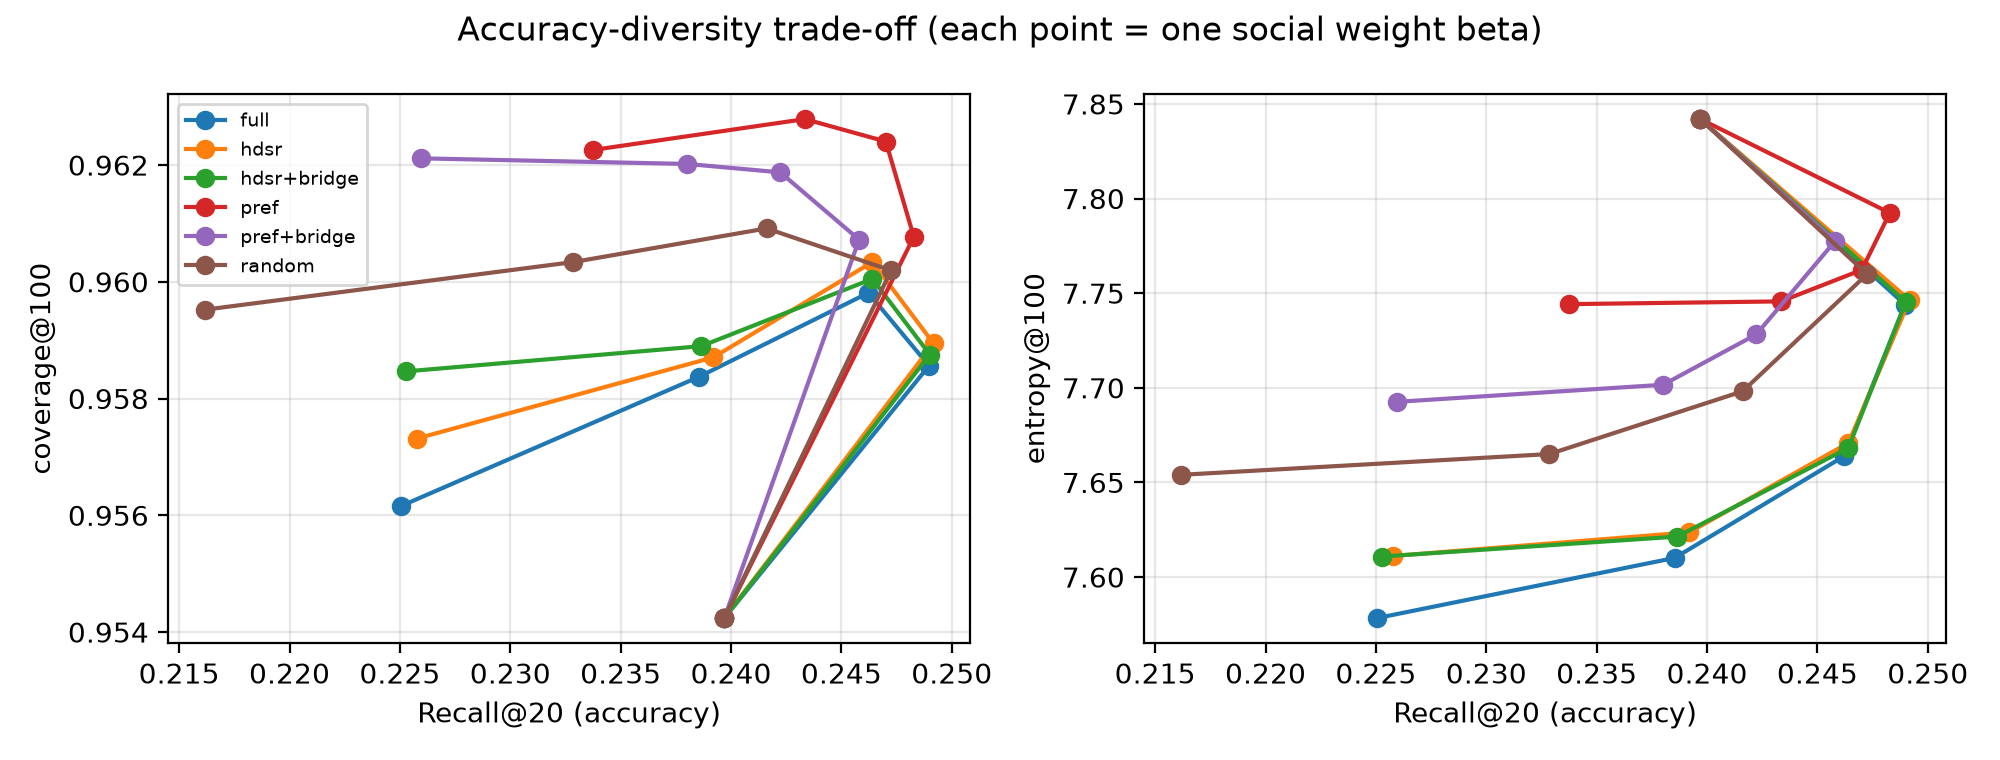 Accuracy-diversity trade-off (each point = one social weight beta)
full
hdsr
hdsr+bridge
pref
pref+bridge
random
coverage@100
0.962
0.960
0.958
0.956
0.954
0.215 0.220 0.225 0.230 0.235 0.240 0.245 0.250
Recall@20 (accuracy)
entropy@100
7.85
7.80
7.75
7.70
7.65
7.60
0.215 0.220 0.225 0.230 0.235 0.240 0.245 0.250
Recall@20 (accuracy)